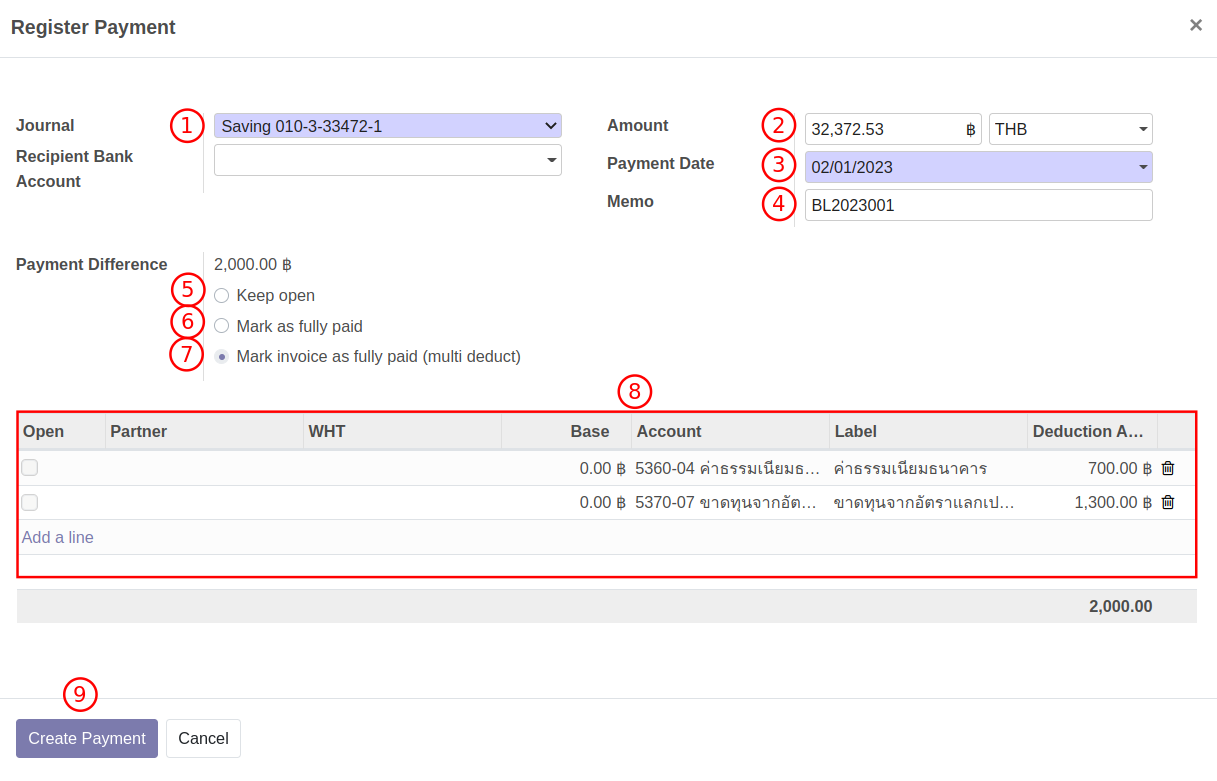 Register Payment ×
Journal 1 Saving 010-3-33472-1
Recipient Bank Account
Amount 2 32,372.53 ฿ THB
Payment Date 3 02/01/2023
Memo 4 BL2023001
Payment Difference 2,000.00 ฿
5 Keep open
6 Mark as fully paid
7 Mark invoice as fully paid (multi deduct)
8
Open Partner WHT Base Account Label Deduction A...
0.00 ฿ 5360-04 ค่าธรรมเนียมธ... ค่าธรรมเนียมธนาคาร 700.00 ฿
0.00 ฿ 5370-07 ขาดทุนจากอัต... ขาดทุนจากอัตราแลกเป... 1,300.00 ฿
Add a line
2,000.00
9
Create Payment Cancel